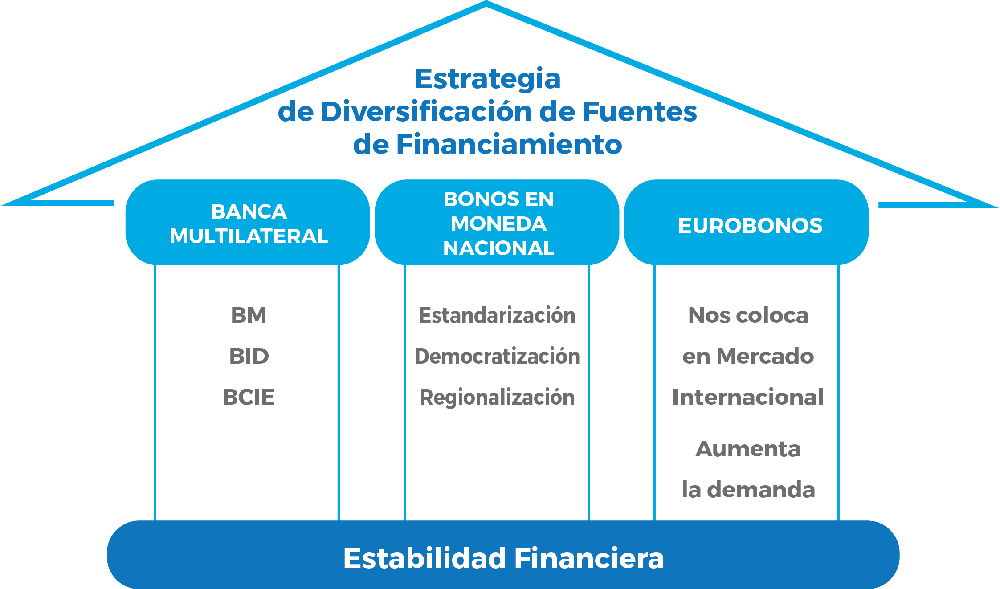 Estrategia
de Diversificación de Fuentes
de Financiamiento
BANCA
MULTILATERAL
BM
BID
BCIE
BONOS EN
MONEDA
NACIONAL
Estandarización
Democratización
Regionalización
EUROBONOS
Nos coloca
en Mercado
Internacional
Aumenta
la demanda
Estabilidad Financiera